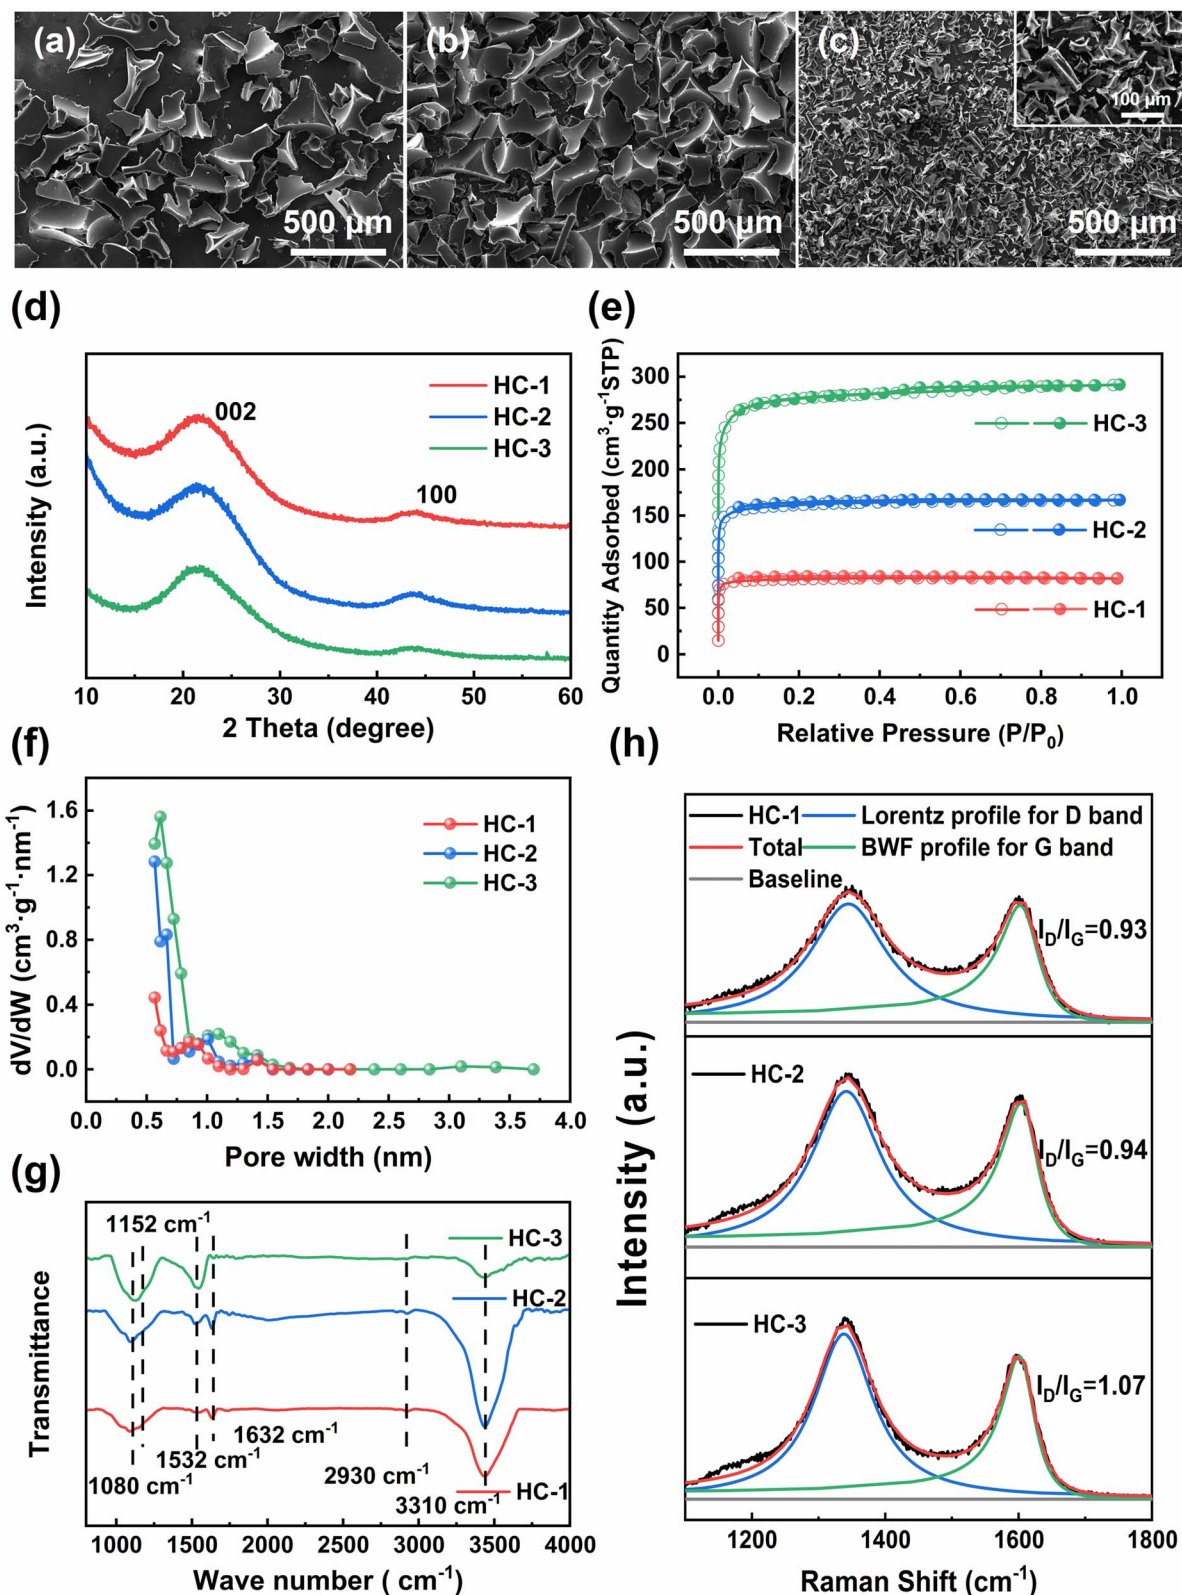 (a)
500 µm
(b)
500 µm
(c)
100 µm
500 µm
(d)
HC-1
HC-2
HC-3
002
100
Intensity (a.u.)
10 20 30 40 50 60
2 Theta (degree)
(e)
300
250
200
150
100
50
0
HC-3
HC-2
HC-1
Quantity Adsorbed (cm³·g⁻¹STP)
0.0 0.2 0.4 0.6 0.8 1.0
Relative Pressure (P/P₀)
(f)
1.6
1.2
0.8
0.4
0.0
HC-1
HC-2
HC-3
dV/dW (cm³·g⁻¹·nm⁻¹)
0.0 0.5 1.0 1.5 2.0 2.5 3.0 3.5 4.0
Pore width (nm)
(g)
1152 cm⁻¹
HC-3
HC-2
1632 cm⁻¹
1532 cm⁻¹
1080 cm⁻¹
2930 cm⁻¹
3310 cm⁻¹
HC-1
Transmittance
1000 1500 2000 2500 3000 3500 4000
Wave number ( cm⁻¹)
(h)
HC-1 Lorentz profile for D band
Total BWF profile for G band
Baseline
I_D/I_G=0.93
HC-2
I_D/I_G=0.94
HC-3
I_D/I_G=1.07
Intensity (a.u.)
1200 1400 1600 1800
Raman Shift (cm⁻¹)